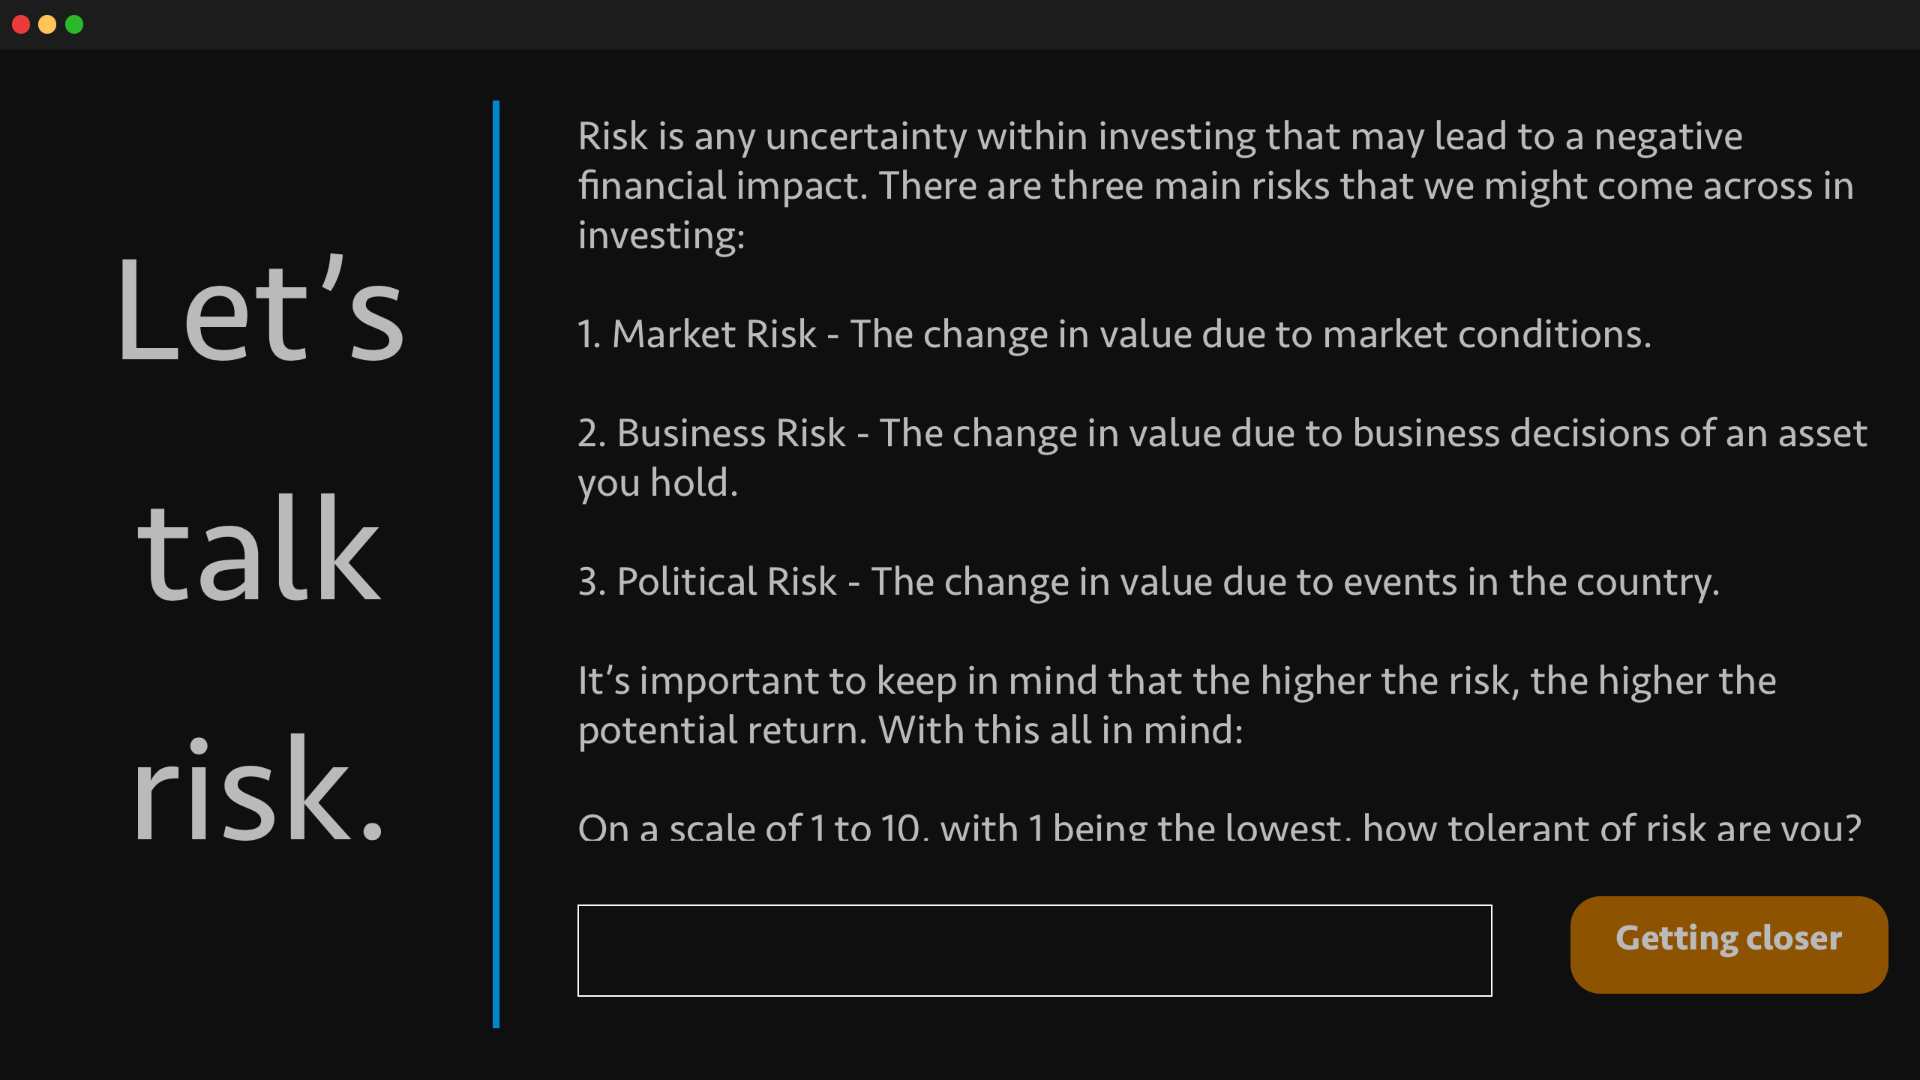 Let’s
talk
risk.
Risk is any uncertainty within investing that may lead to a negative
financial impact. There are three main risks that we might come across in
investing:
1. Market Risk - The change in value due to market conditions.
2. Business Risk - The change in value due to business decisions of an asset
you hold.
3. Political Risk - The change in value due to events in the country.
It’s important to keep in mind that the higher the risk, the higher the
potential return. With this all in mind:
On a scale of 1 to 10, with 1 being the lowest, how tolerant of risk are you?
Getting closer